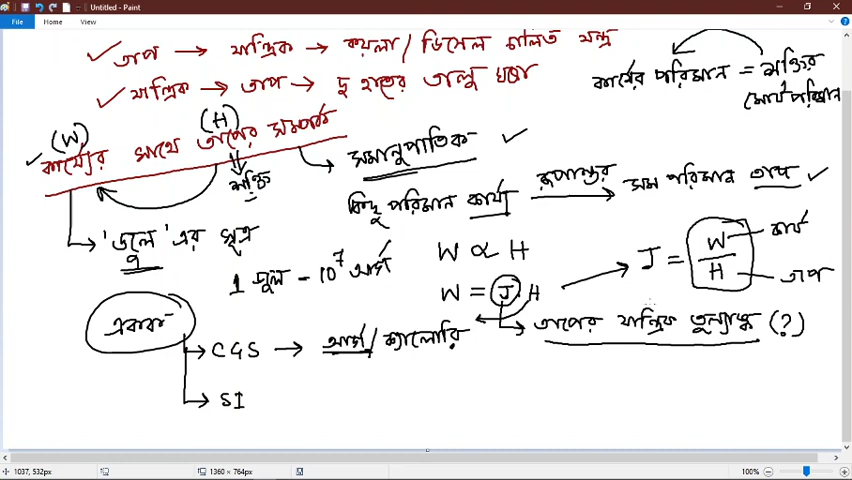 Untitled - Paint
File Home View
✓ তাপ → যান্ত্রিক → কয়লা / ডিসেল চালিত যন্ত্র
✓ যান্ত্রিক → তাপ → দু হাতের তালু ঘষা
কার্যের পরিমান = শক্তির মোট পরিমান
(W) (H)
✓ কার্য্যের সাথে তাপের সম্পর্ক
শক্তি
সমানুপাতিক ✓
কিছু পরিমান কার্য্য রূপান্তর → সম পরিমান তাপ ✓
→ 'জুলে' এর সূত্র
1 জুল = 10⁷ আর্গ
W ∝ H
W = J H
J = W/H
কার্য
তাপ
→ তাপের যান্ত্রিক তুল্যাঙ্ক (?)
একক
→ CGS → আর্গ/ক্যালোরি
→ SI
1037, 532px 1360 × 764px 100%